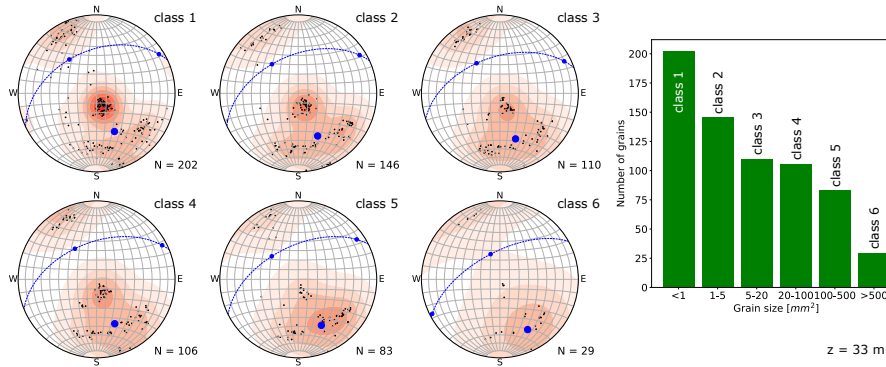 class 1
N
W
S
N = 202
class 2
N
W
S
N = 146
class 3
N
W
E
S
N = 110
class 4
N
W
S
N = 106
class 5
N
W
S
N = 83
class 6
N
W
E
S
N = 29
Number of grains
200
175
150
125
100
75
50
25
0
class 1
class 2
class 3
class 4
class 5
class 6
<1
1-5
5-20
20-100
100-500
>500
Grain size [mm²]
z = 33 m